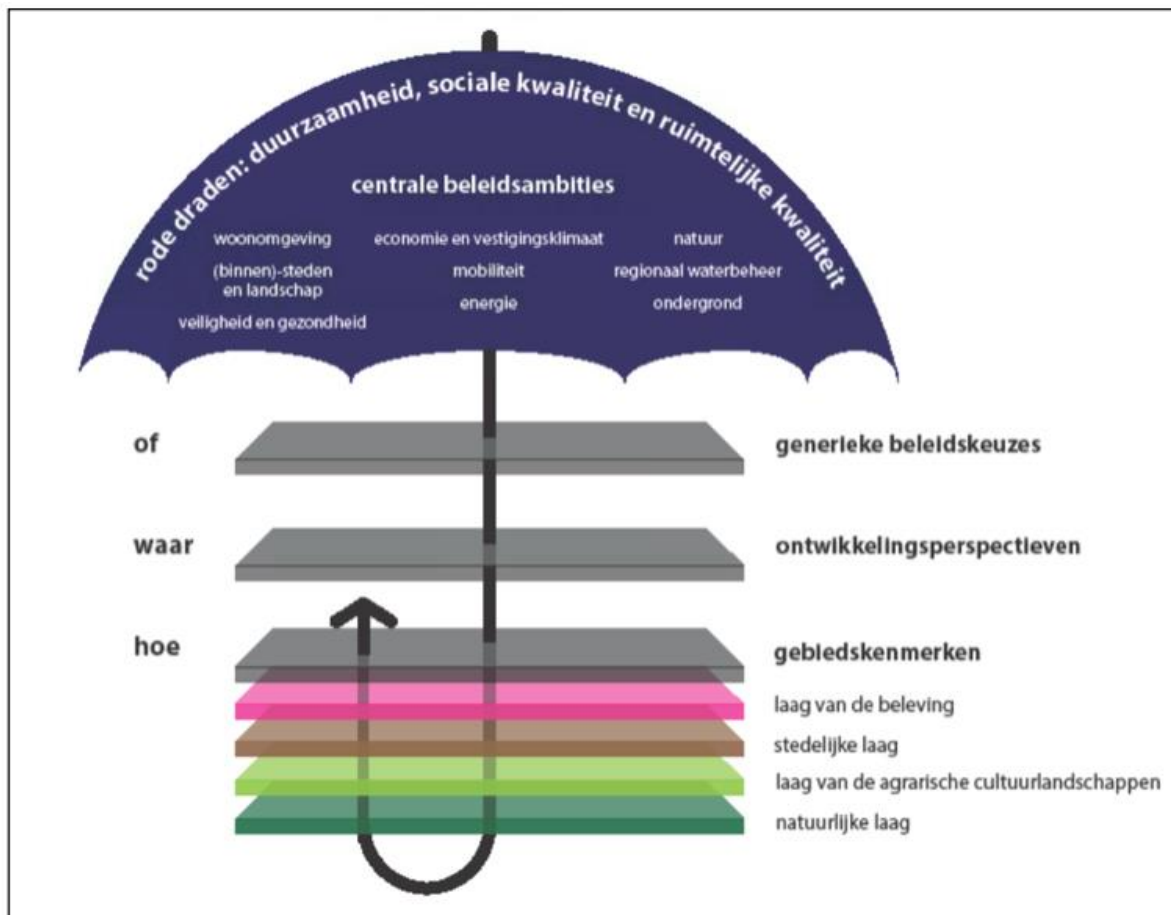 rode draden: duurzaamheid, sociale kwaliteit en ruimtelijke kwaliteit
centrale beleidsambities
woonomgeving
(binnen)-steden
en landschap
veiligheid en gezondheid
economie en vestigingsklimaat
mobiliteit
energie
natuur
regionaal waterbeheer
ondergrond
of
generieke beleidskeuzes
waar
ontwikkelingsperspectieven
hoe
gebiedskenmerken
laag van de beleving
stedelijke laag
laag van de agrarische cultuurlandschappen
natuurlijke laag